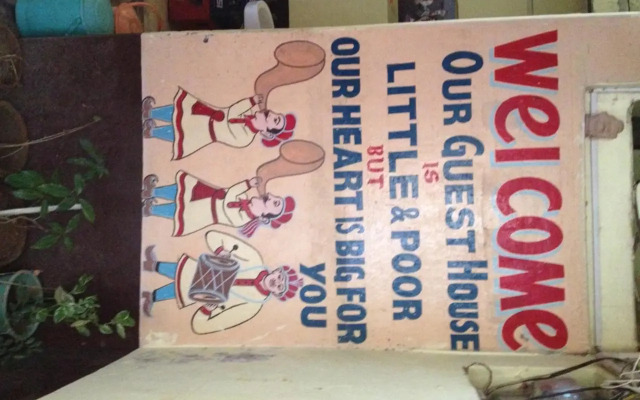 WelCOMe
OUR GUEST HOUSE
IS
LITTLE & POOR
BUT
OUR HEART IS BIG FOR
YOU